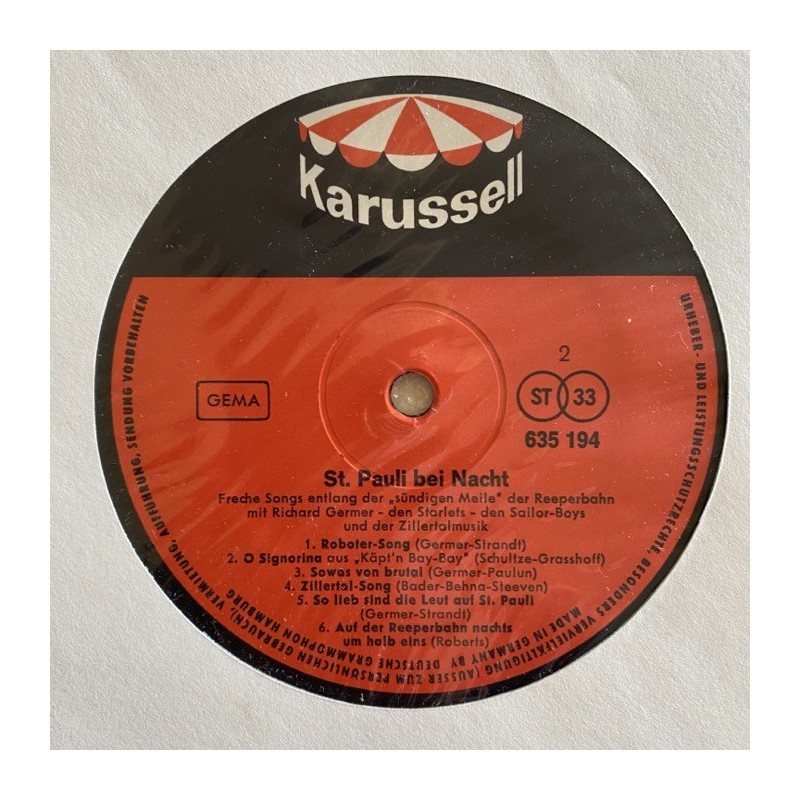 Karussell
GEMA
2
ST 33
635 194
St. Pauli bei Nacht
Freche Songs entlang der „sündigen Meile" der Reeperbahn
mit Richard Germer - den Starlets - den Sailor-Boys
und der Zillertalmusik
1. Roboter-Song (Germer-Strandt)
2. O Signorina aus „Käpt'n Bay-Bay" (Schultze-Grasshoff)
3. Sowas von brutal (Germer-Paulun)
4. Zillertal-Song (Bader-Behna-Steeven)
5. So lieb sind die Leut auf St. Pauli
(Germer-Strandt)
6. Auf der Reeperbahn nachts
um halb eins (Roberts)
URHEBER- UND LEISTUNGSSCHUTZRECHTE, BESONDERS VERVIELFÄLTIGUNG (AUSSER ZUM PERSÖNLICHEN GEBRAUCH), VERMIETUNG, AUFFÜHRUNG, SENDUNG VORBEHALTEN
MADE IN GERMANY BY DEUTSCHE GRAMMOPHON HAMBURG